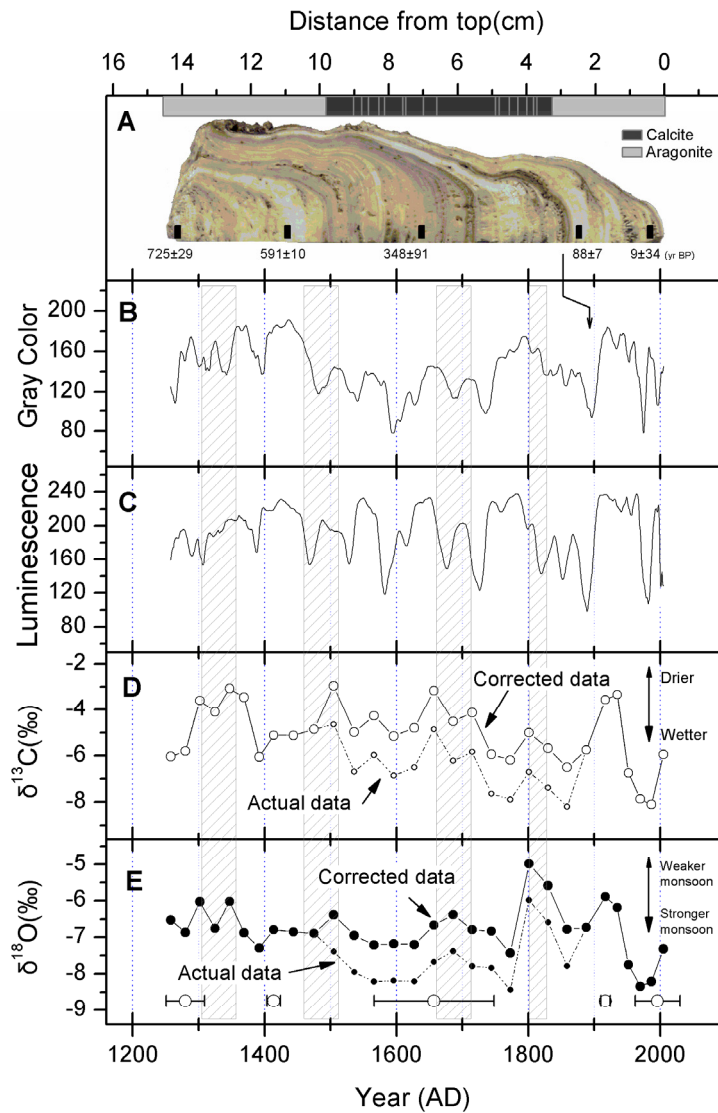 Distance from top(cm)
16 14 12 10 8 6 4 2 0
A
Calcite
Aragonite
725±29 591±10 348±91 88±7 9±34 (yr BP)
B
Gray Color
200
160
120
80
C
Luminescence
240
200
160
120
80
D
δ13C(‰)
-2
-4
-6
-8
Corrected data
Actual data
Drier
Wetter
E
δ18O(‰)
-5
-6
-7
-8
-9
Corrected data
Actual data
Weaker
monsoon
Stronger
monsoon
1200 1400 1600 1800 2000
Year (AD)